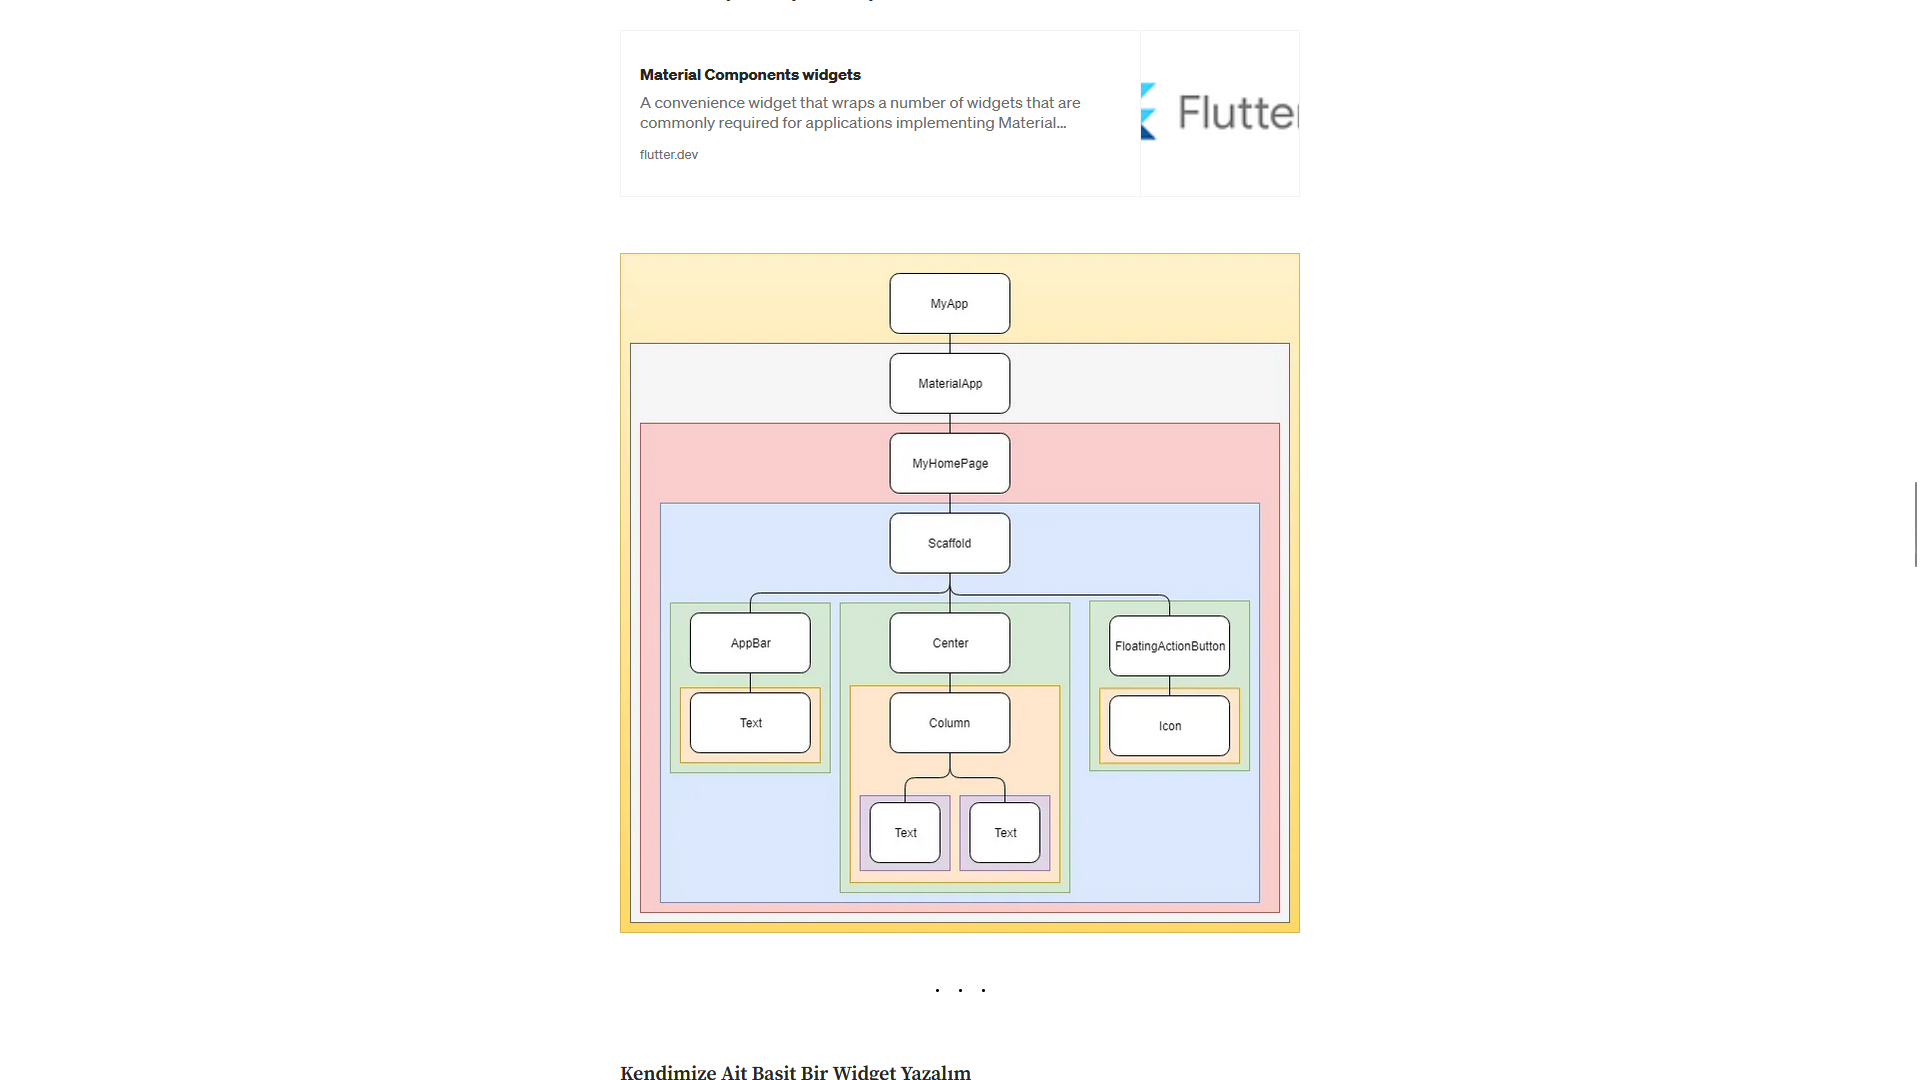 Material Components widgets
A convenience widget that wraps a number of widgets that are
commonly required for applications implementing Material...
flutter.dev
Flutter
MyApp
MaterialApp
MyHomePage
Scaffold
AppBar
Center
FloatingActionButton
Text
Column
Icon
Text
Text
. . .
Kendimize Ait Basit Bir Widget Yazalım